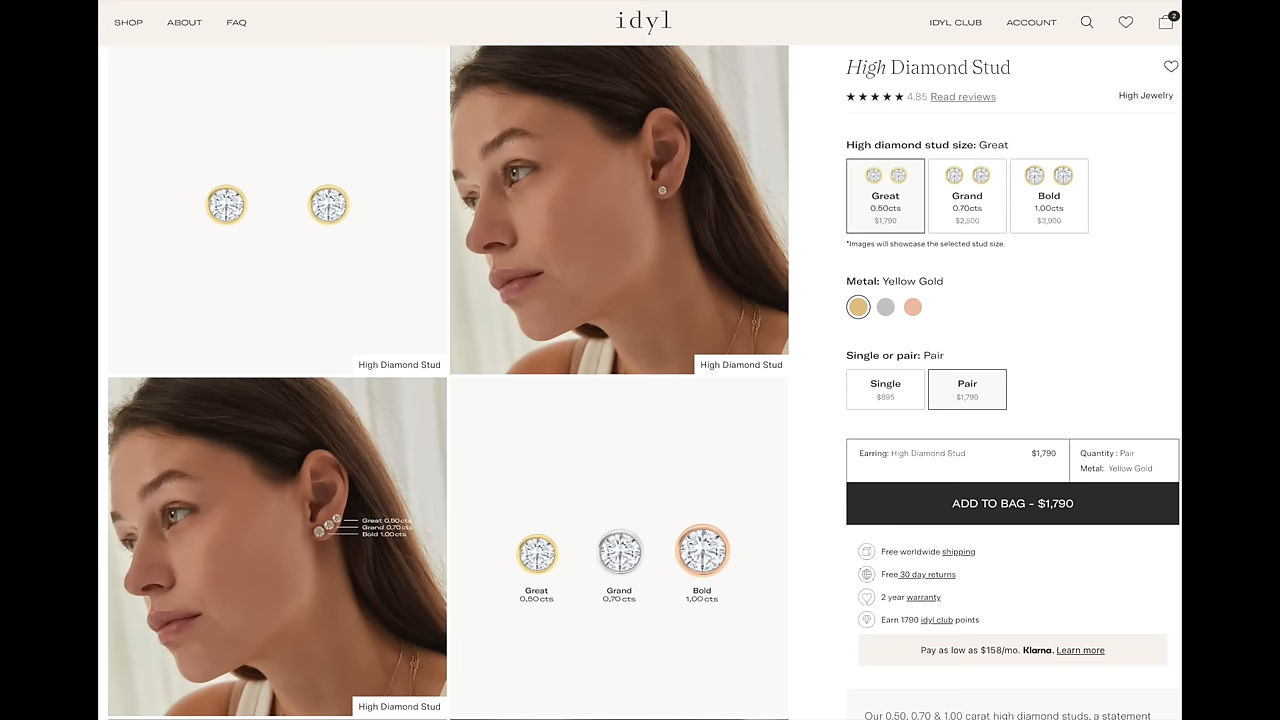 SHOP
ABOUT
FAQ
idyl
IDYL CLUB
ACCOUNT
2
High Diamond Stud
4.85 Read reviews
High Jewelry
High diamond stud size: Great
Great
0.50cts
$1,790
Grand
0.70cts
$2,500
Bold
1.00cts
$3,900
*Images will showcase the selected stud size.
Metal: Yellow Gold
Single or pair: Pair
Single
$895
Pair
$1,790
Earring: High Diamond Stud $1,790
Quantity : Pair
Metal: Yellow Gold
ADD TO BAG - $1,790
Free worldwide shipping
Free 30 day returns
2 year warranty
Earn 1790 idyl club points
Pay as low as $158/mo. Klarna. Learn more
Our 0.50, 0.70 & 1.00 carat high diamond studs, a statement
High Diamond Stud
High Diamond Stud
Great 0,50cts
Grand 0,70cts
Bold 1,00cts
High Diamond Stud
Great
0,50cts
Grand
0,70cts
Bold
1,00cts